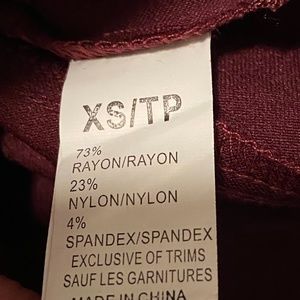 XS/TP
73%
RAYON/RAYON
23%
NYLON/NYLON
4%
SPANDEX/SPANDEX
EXCLUSIVE OF TRIMS
SAUF LES GARNITURES
MADE IN CHINA